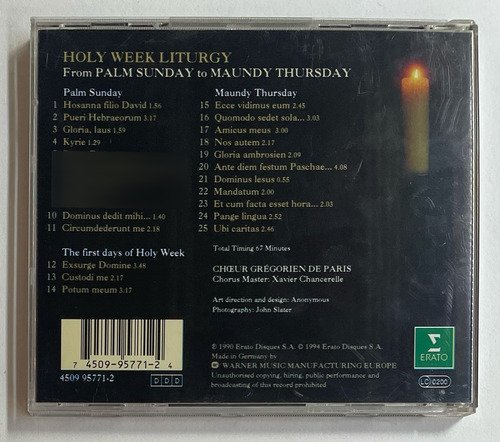 HOLY WEEK LITURGY
From PALM SUNDAY to MAUNDY THURSDAY
Palm Sunday
1 Hosanna filio David 1.56
2 Pueri Hebraeorum 3.17
3 Gloria, laus 1.59
4 Kyrie 1.29
10 Dominus dedit mihi... 1.40
11 Circumdederunt me 2.18
The first days of Holy Week
12 Exsurge Domine 3.48
13 Custodi me 2.17
14 Potum meum 3.17
Maundy Thursday
15 Ecce vidimus eum 2.45
16 Quomodo sedet sola... 3.03
17 Amicus meus 3.00
18 Nos autem 2.17
19 Gloria ambrosien 2.09
20 Ante diem festum Paschae... 4.08
21 Dominus Iesus 0.55
22 Mandatum 2.00
23 Et cum facta esset hora... 2.03
24 Pange lingua 2.52
25 Ubi caritas 2.46
Total Timing 67 Minutes
CHŒUR GRÉGORIEN DE PARIS
Chorus Master: Xavier Chancerelle
Art direction and design: Anonymous
Photography: John Slater
7 4509-95771-2 4
4509 95771-2
D D D
℗ 1990 Erato Disques S.A. © 1994 Erato Disques S.A.
Made in Germany by
WARNER MUSIC MANUFACTURING EUROPE
Unauthorised copying, hiring, public performance and
broadcasting of this record prohibited
ERATO
LC 0200